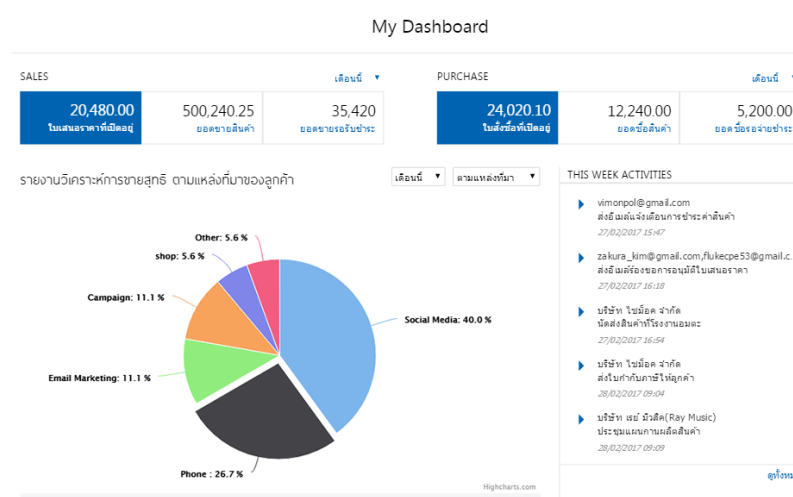 My Dashboard
SALES
เดือนนี้
20,480.00
ใบเสนอราคาที่เปิดอยู่
500,240.25
ยอดขายสินค้า
35,420
ยอดขายรอรับชำระ
PURCHASE
เดือนนี้
24,020.10
ใบสั่งซื้อที่เปิดอยู่
12,240.00
ยอดซื้อสินค้า
5,200.00
ยอดซื้อรอจ่ายชำระ
รายงานวิเคราะห์การขายสุทธิ ตามแหล่งที่มาของลูกค้า
เดือนนี้
ตามแหล่งที่มา
Other: 5.6 %
shop: 5.6 %
Campaign: 11.1 %
Social Media: 40.0 %
Email Marketing: 11.1 %
Phone : 26.7 %
Highcharts.com
THIS WEEK ACTIVITIES
vimonpol@gmail.com
ส่งอีเมล์แจ้งเตือนการชำระค่าสินค้า
27/02/2017 15:47
zakura_kim@gmail.com,flukecpe53@gmail.c
ส่งอีเมล์ร้องขอการอนุมัติใบเสนอราคา
27/02/2017 16:18
บริษัท ไซม็อค จำกัด
นัดส่งสินค้าที่โรงงานอมตะ
27/02/2017 16:54
บริษัท ไซม็อค จำกัด
ส่งใบกำกับภาษีให้ลูกค้า
28/02/2017 09:04
บริษัท เรย์ มิวสิค(Ray Music)
ประชุมแผนกานผลิตสินค้า
28/02/2017 09:09